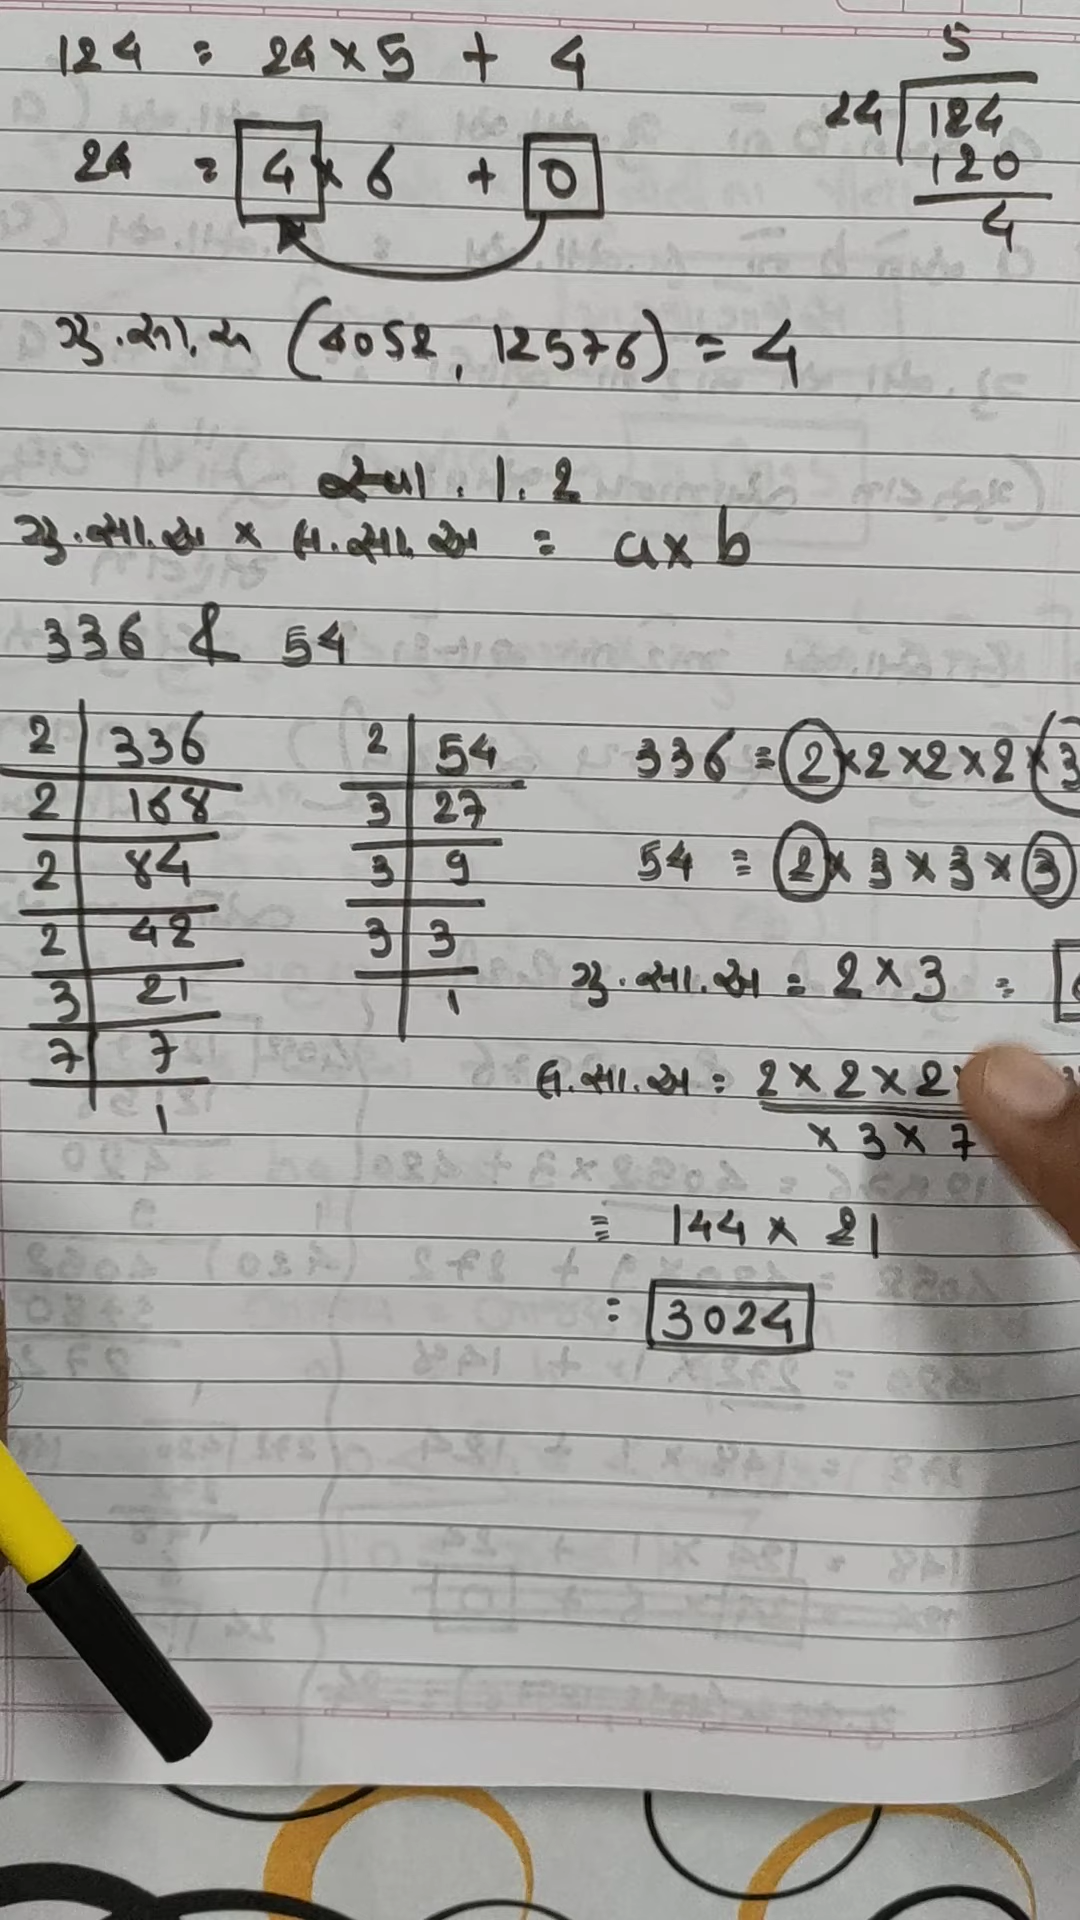 124 = 24 × 5 + 4
24 = 4 × 6 + 0
5
24 124
120
4
ગુ.સા.અ (4052, 12576) = 4
સ્વા. 1.2
ગુ.સા.અ × લ.સા.અ = a × b
336 & 54
2 336
2 168
2 84
2 42
3 21
7 7
1
2 54
3 27
3 9
3 3
1
336 = 2 × 2 × 2 × 2 × 3
54 = 2 × 3 × 3 × 3
ગુ.સા.અ = 2 × 3 =
લ.સા.અ = 2 × 2 × 2
× 3 × 7
= 144 × 21
= 3024